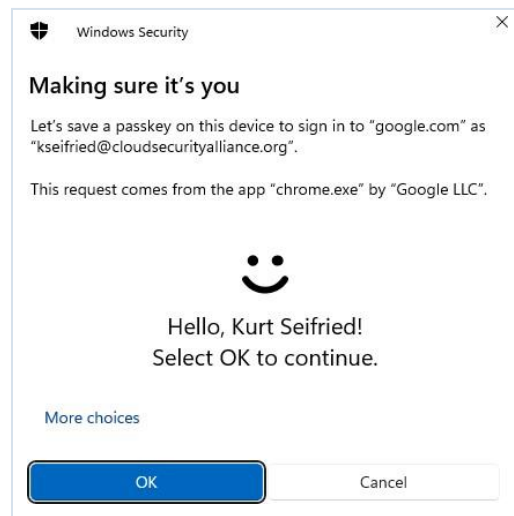 Windows Security
Making sure it's you
Let's save a passkey on this device to sign in to "google.com" as
"kseifried@cloudsecurityalliance.org".
This request comes from the app "chrome.exe" by "Google LLC".
Hello, Kurt Seifried!
Select OK to continue.
More choices
OK
Cancel